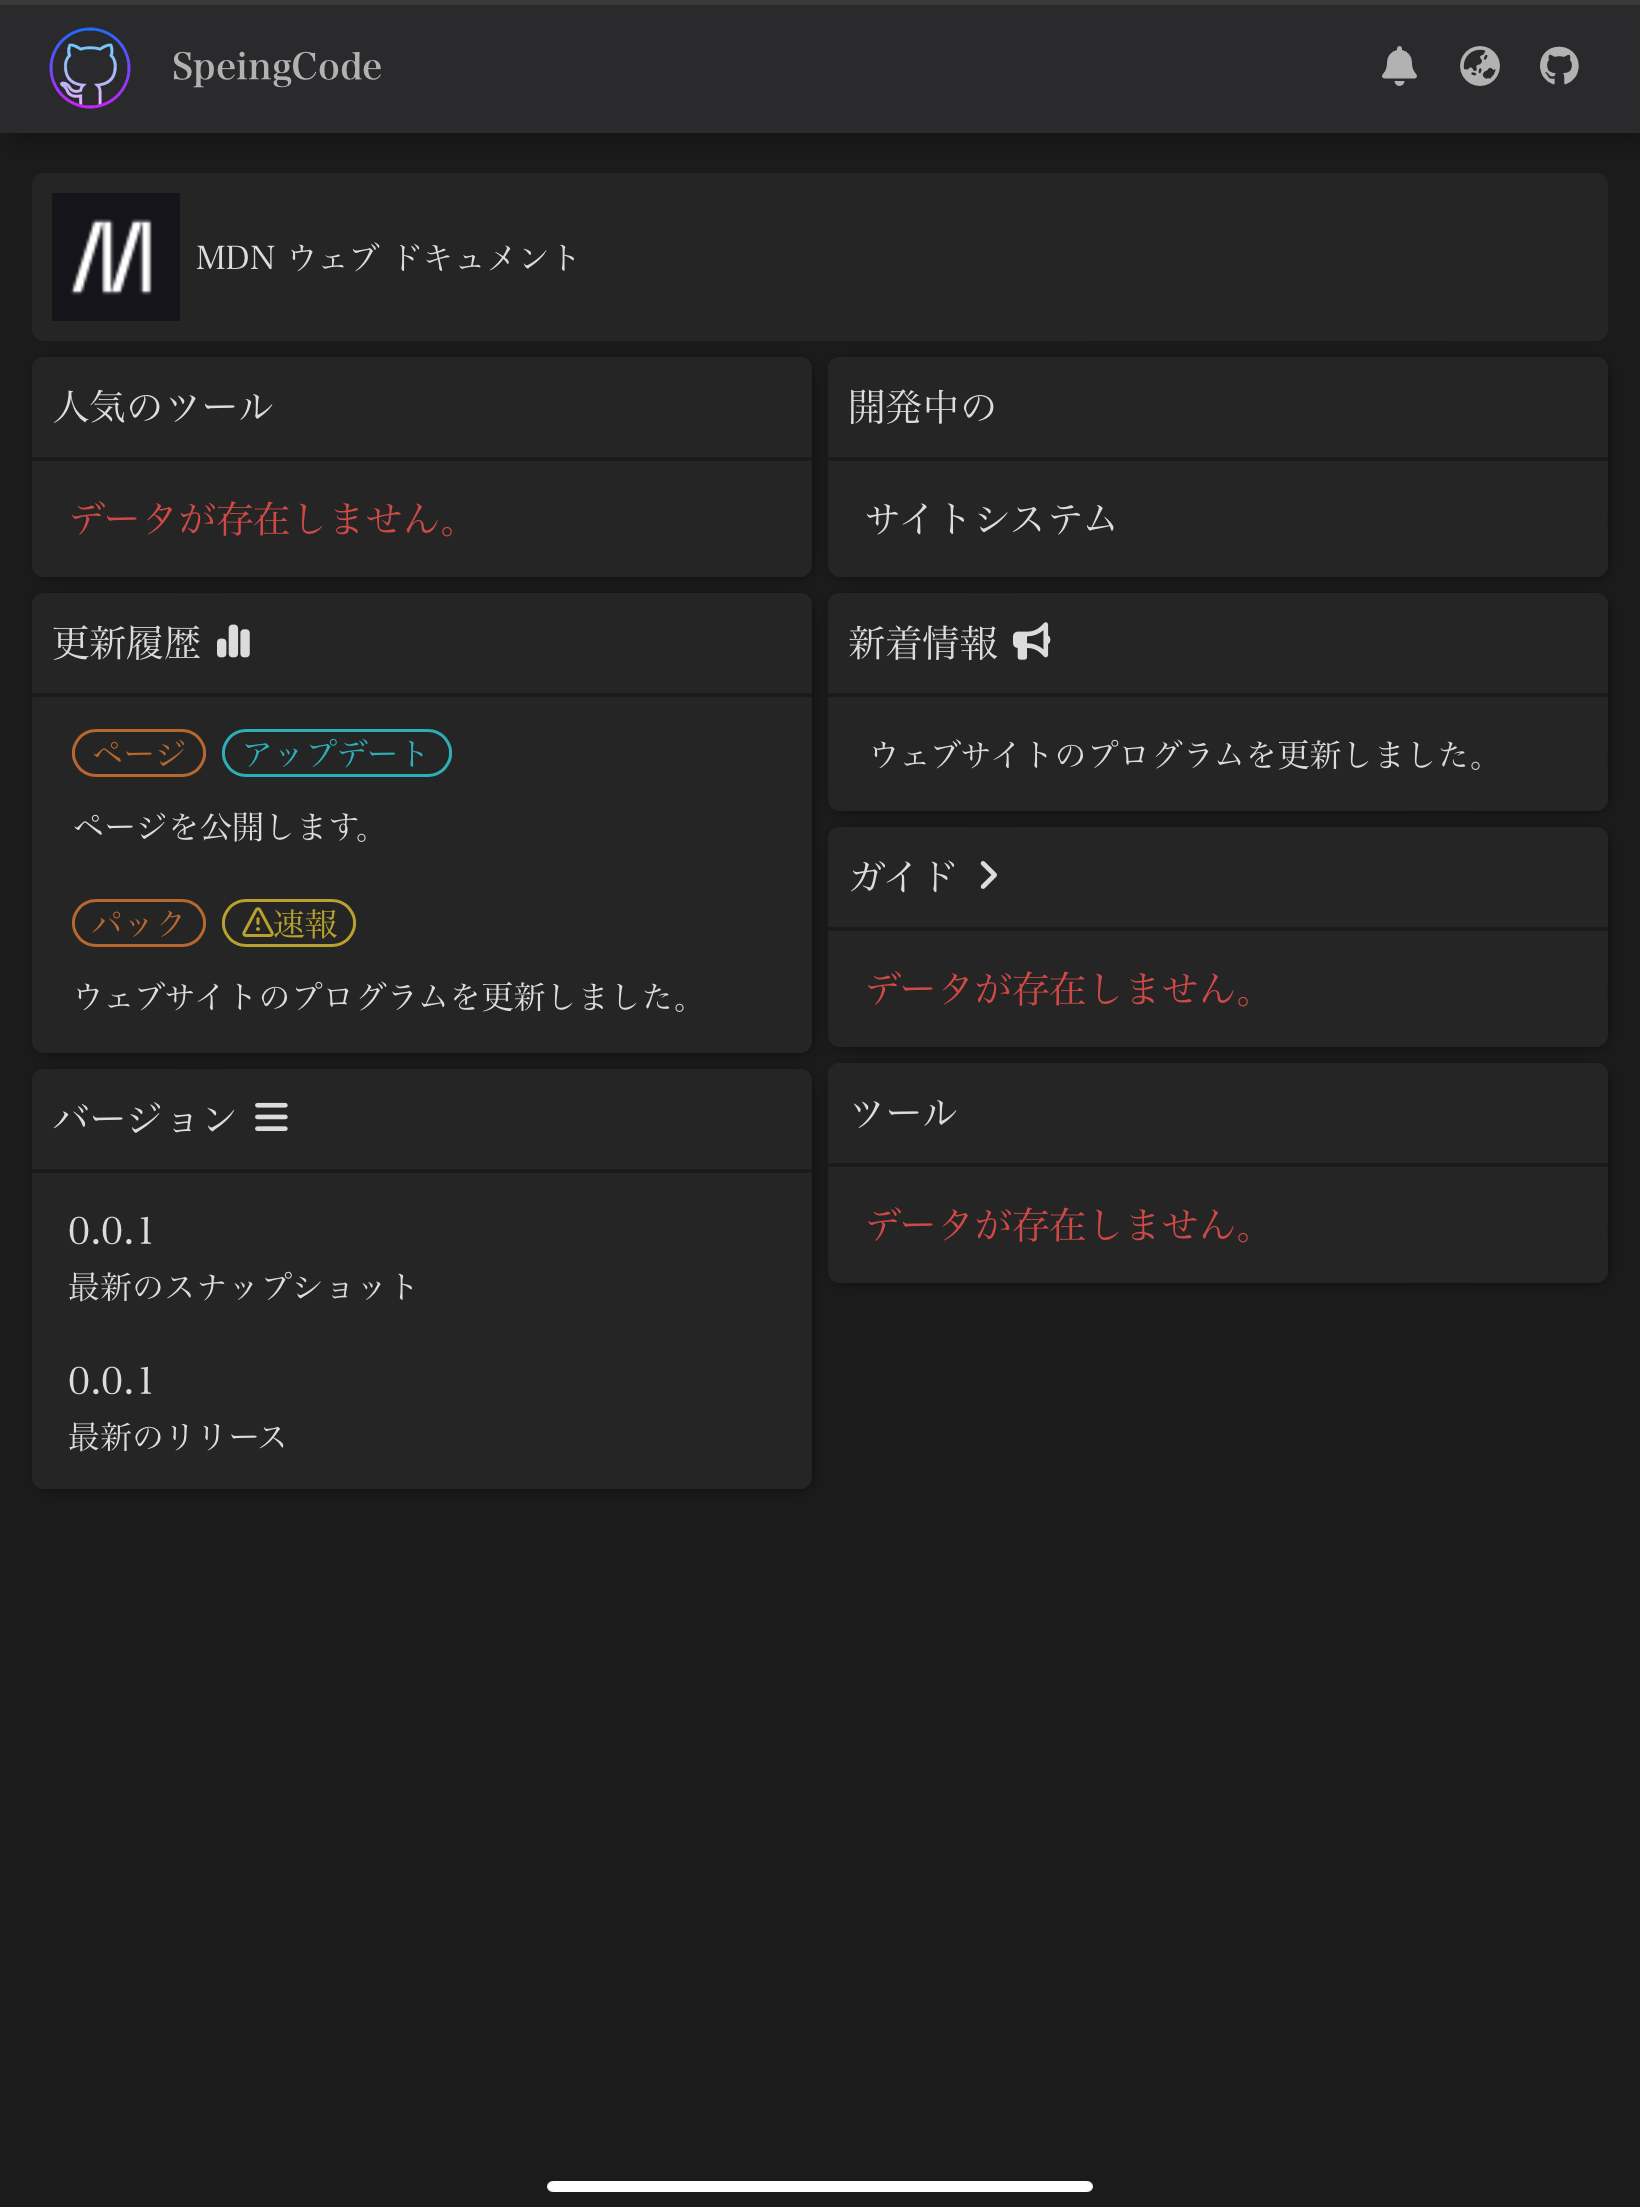 SpeingCode
MDN ウェブ ドキュメント
人気のツール
データが存在しません。
更新履歴
ページ アップデート
ページを公開します。
パック 速報
ウェブサイトのプログラムを更新しました。
バージョン
0.0.1
最新のスナップショット
0.0.1
最新のリリース
開発中の
サイトシステム
新着情報
ウェブサイトのプログラムを更新しました。
ガイド
データが存在しません。
ツール
データが存在しません。